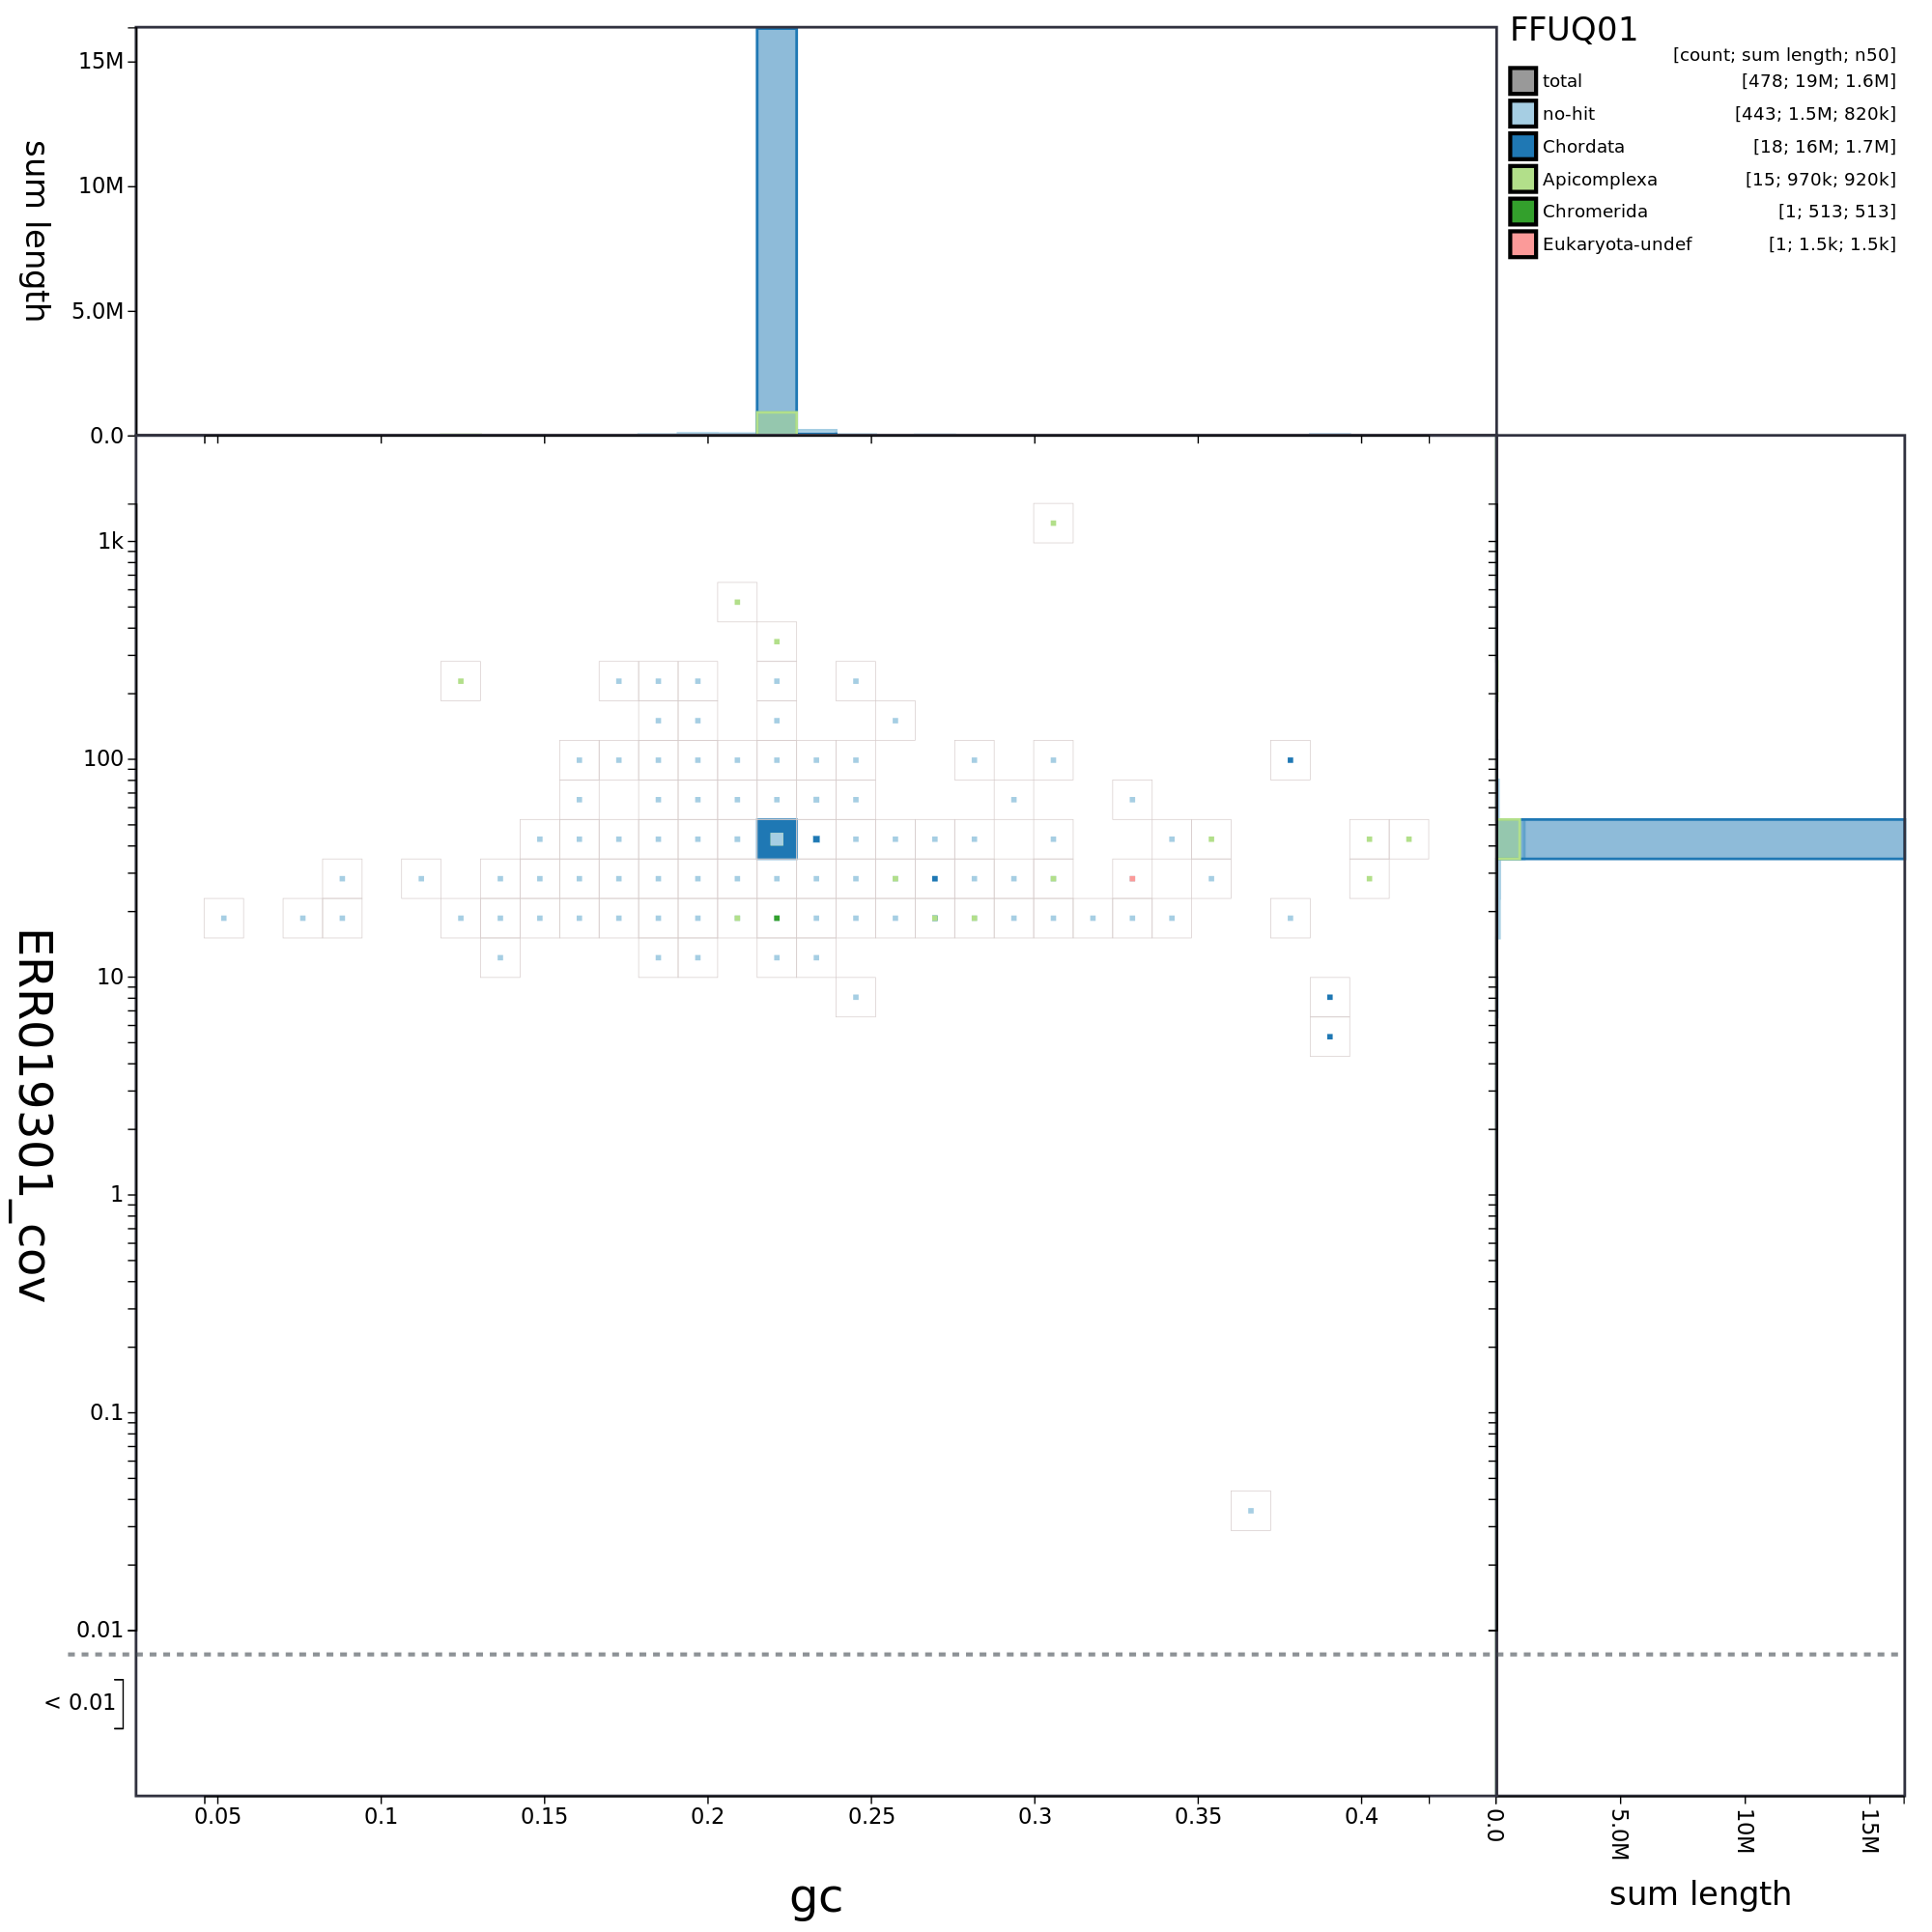 FFUQ01
[count; sum length; n50]
total [478; 19M; 1.6M]
no-hit [443; 1.5M; 820k]
Chordata [18; 16M; 1.7M]
Apicomplexa [15; 970k; 920k]
Chromerida [1; 513; 513]
Eukaryota-undef [1; 1.5k; 1.5k]
sum length
15M
10M
5.0M
0.0
ERR019301_cov
1k
100
10
1
0.1
0.01
< 0.01
0.05 0.1 0.15 0.2 0.25 0.3 0.35 0.4
gc
0.0 5.0M 10M 15M
sum length